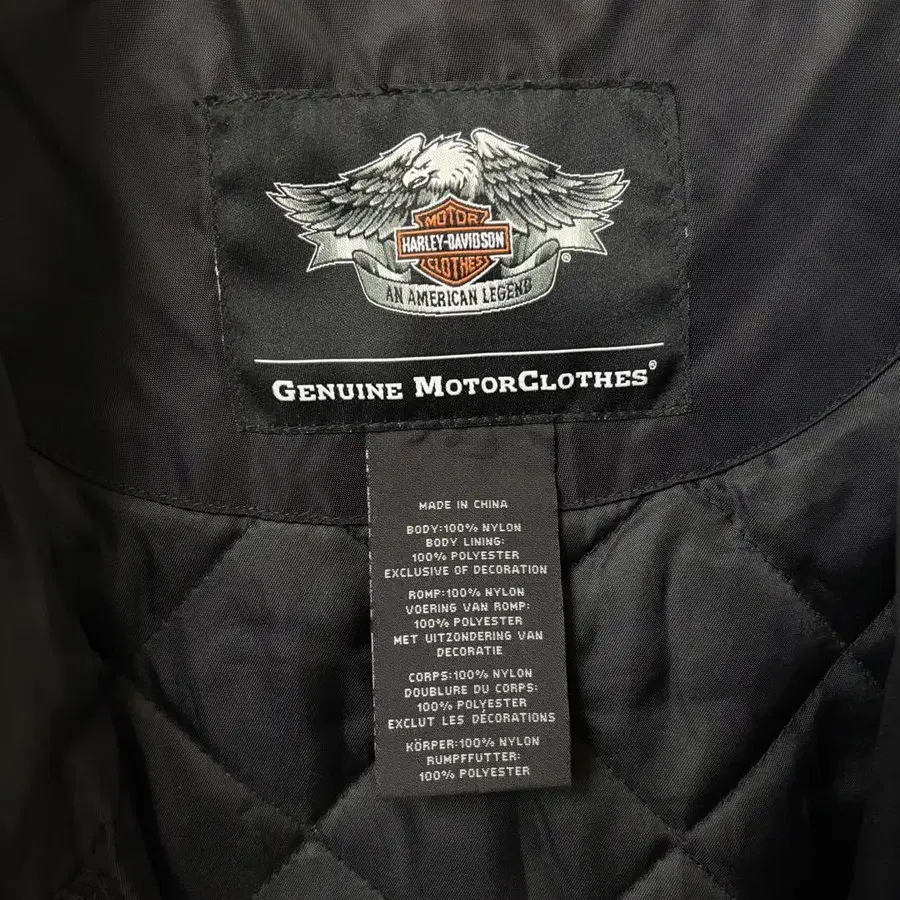 MOTOR
HARLEY-DAVIDSON
CLOTHES
®
AN AMERICAN LEGEND
GENUINE MOTORCLOTHES®
MADE IN CHINA
BODY:100% NYLON
BODY LINING:
100% POLYESTER
EXCLUSIVE OF DECORATION
ROMP:100% NYLON
VOERING VAN ROMP:
100% POLYESTER
MET UITZONDERING VAN
DECORATIE
CORPS:100% NYLON
DOUBLURE DU CORPS:
100% POLYESTER
EXCLUT LES DÉCORATIONS
KÖRPER:100% NYLON
RUMPFFUTTER:
100% POLYESTER